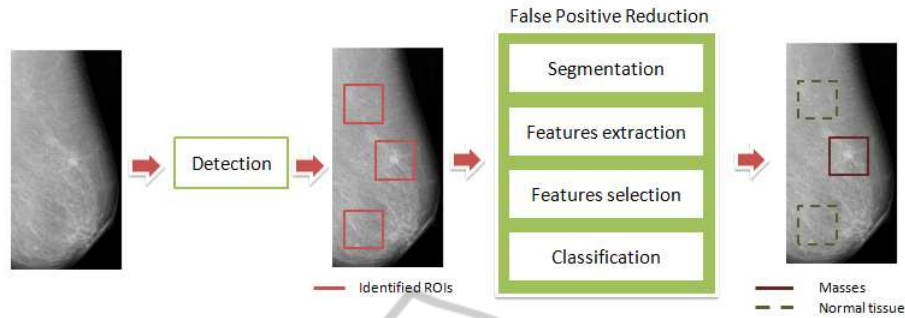 False Positive Reduction
Segmentation
Features extraction
Detection
Features selection
Classification
Identified ROIs
Masses
Normal tissue